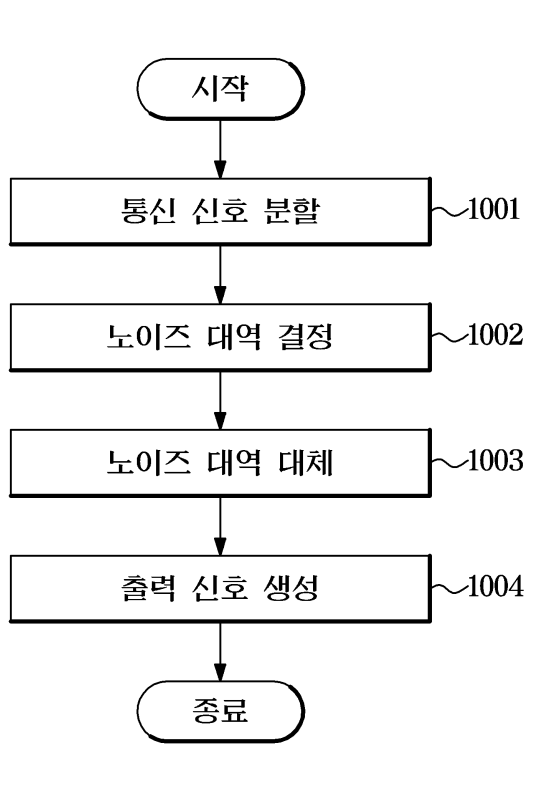 시작
통신 신호 분할
1001
노이즈 대역 결정
1002
노이즈 대역 대체
1003
출력 신호 생성
1004
종료